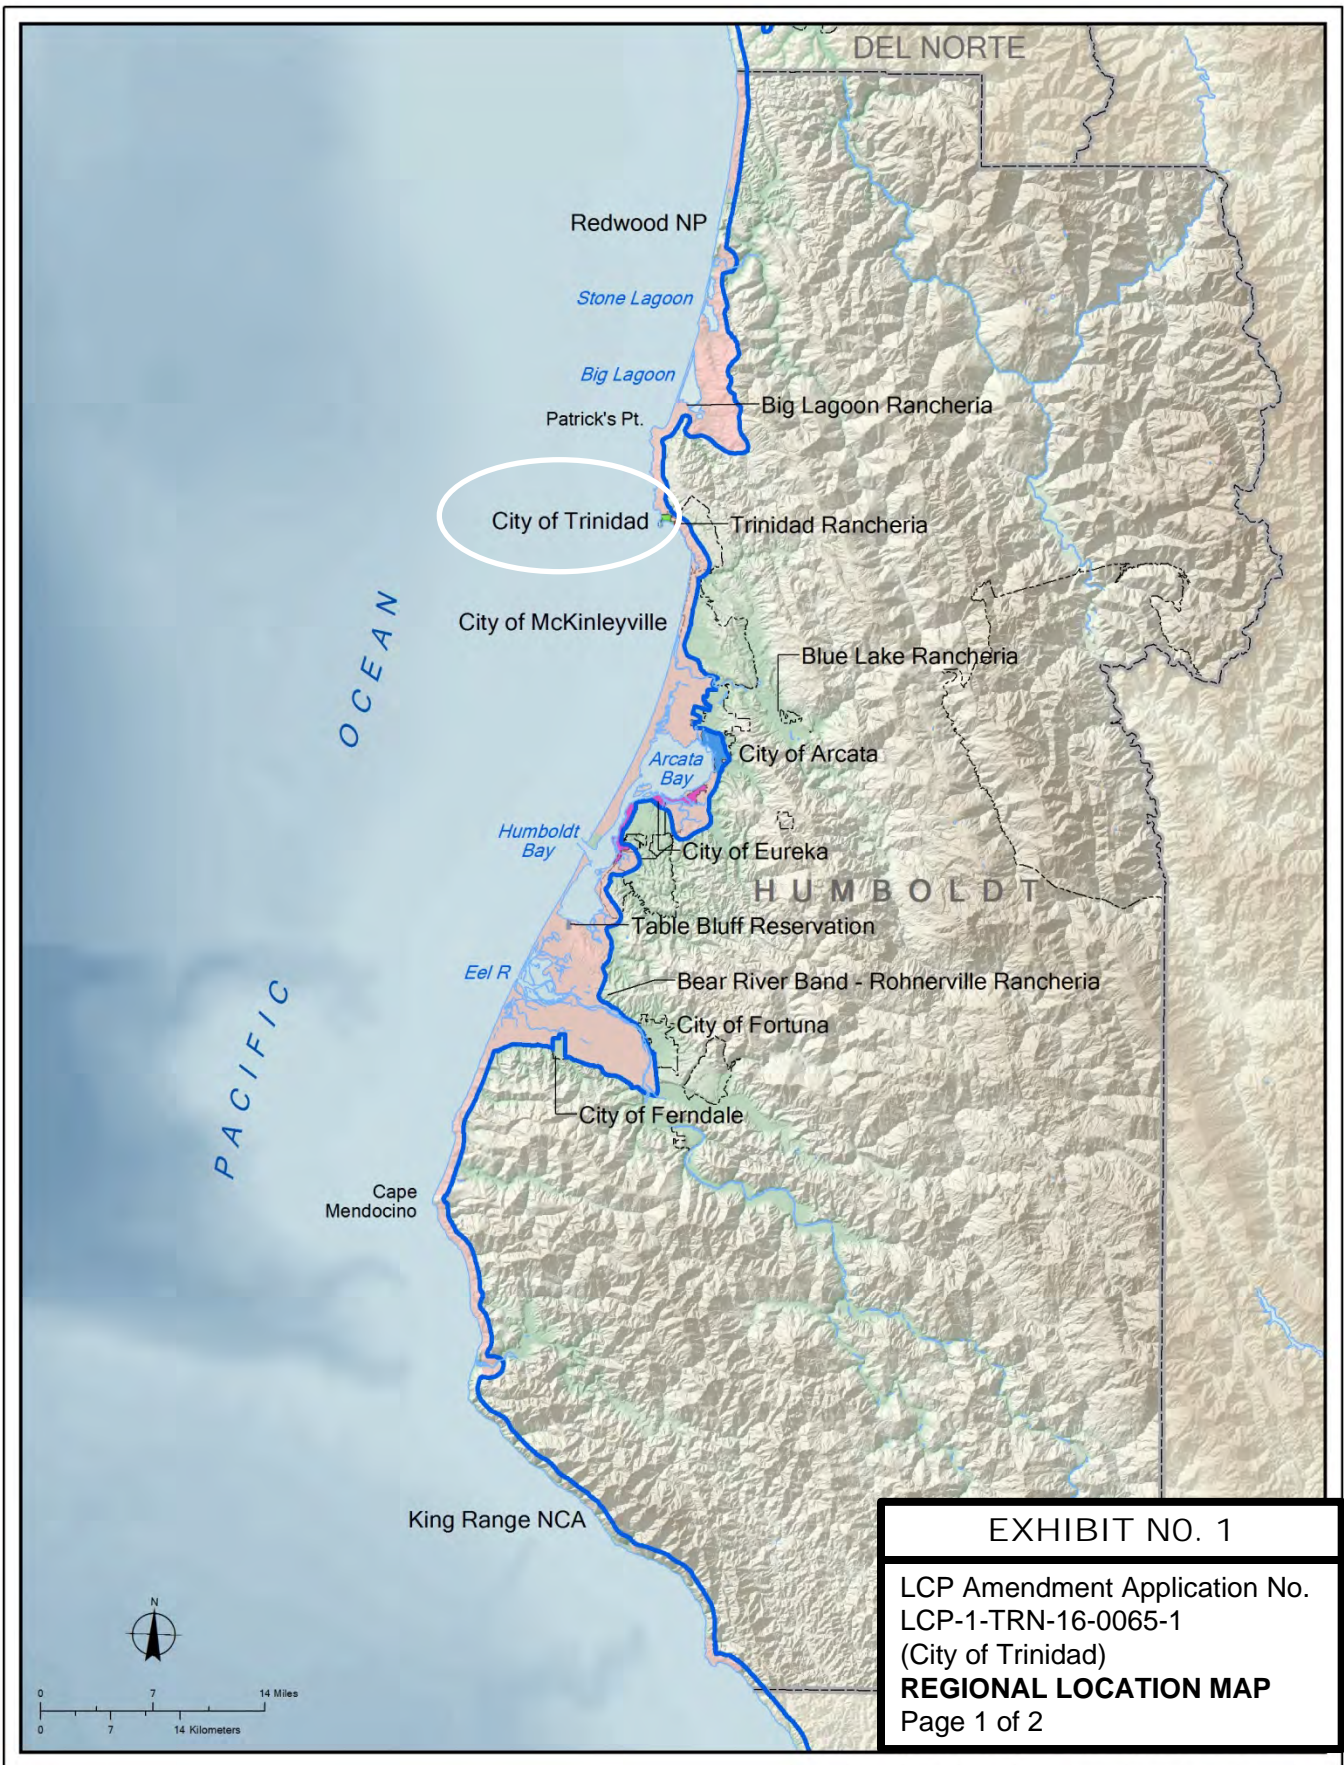 DEL NORTE
Redwood NP
Stone Lagoon
Big Lagoon
Big Lagoon Rancheria
Patrick's Pt.
City of Trinidad
Trinidad Rancheria
OCEAN
City of McKinleyville
Blue Lake Rancheria
City of Arcata
Arcata
Bay
Humboldt
Bay
City of Eureka
HUMBOLDT
Table Bluff Reservation
Eel R
Bear River Band - Rohnerville Rancheria
PACIFIC
City of Fortuna
City of Ferndale
Cape
Mendocino
King Range NCA
N
0 7 14 Miles
0 7 14 Kilometers
EXHIBIT NO. 1
LCP Amendment Application No.
LCP-1-TRN-16-0065-1
(City of Trinidad)
REGIONAL LOCATION MAP
Page 1 of 2